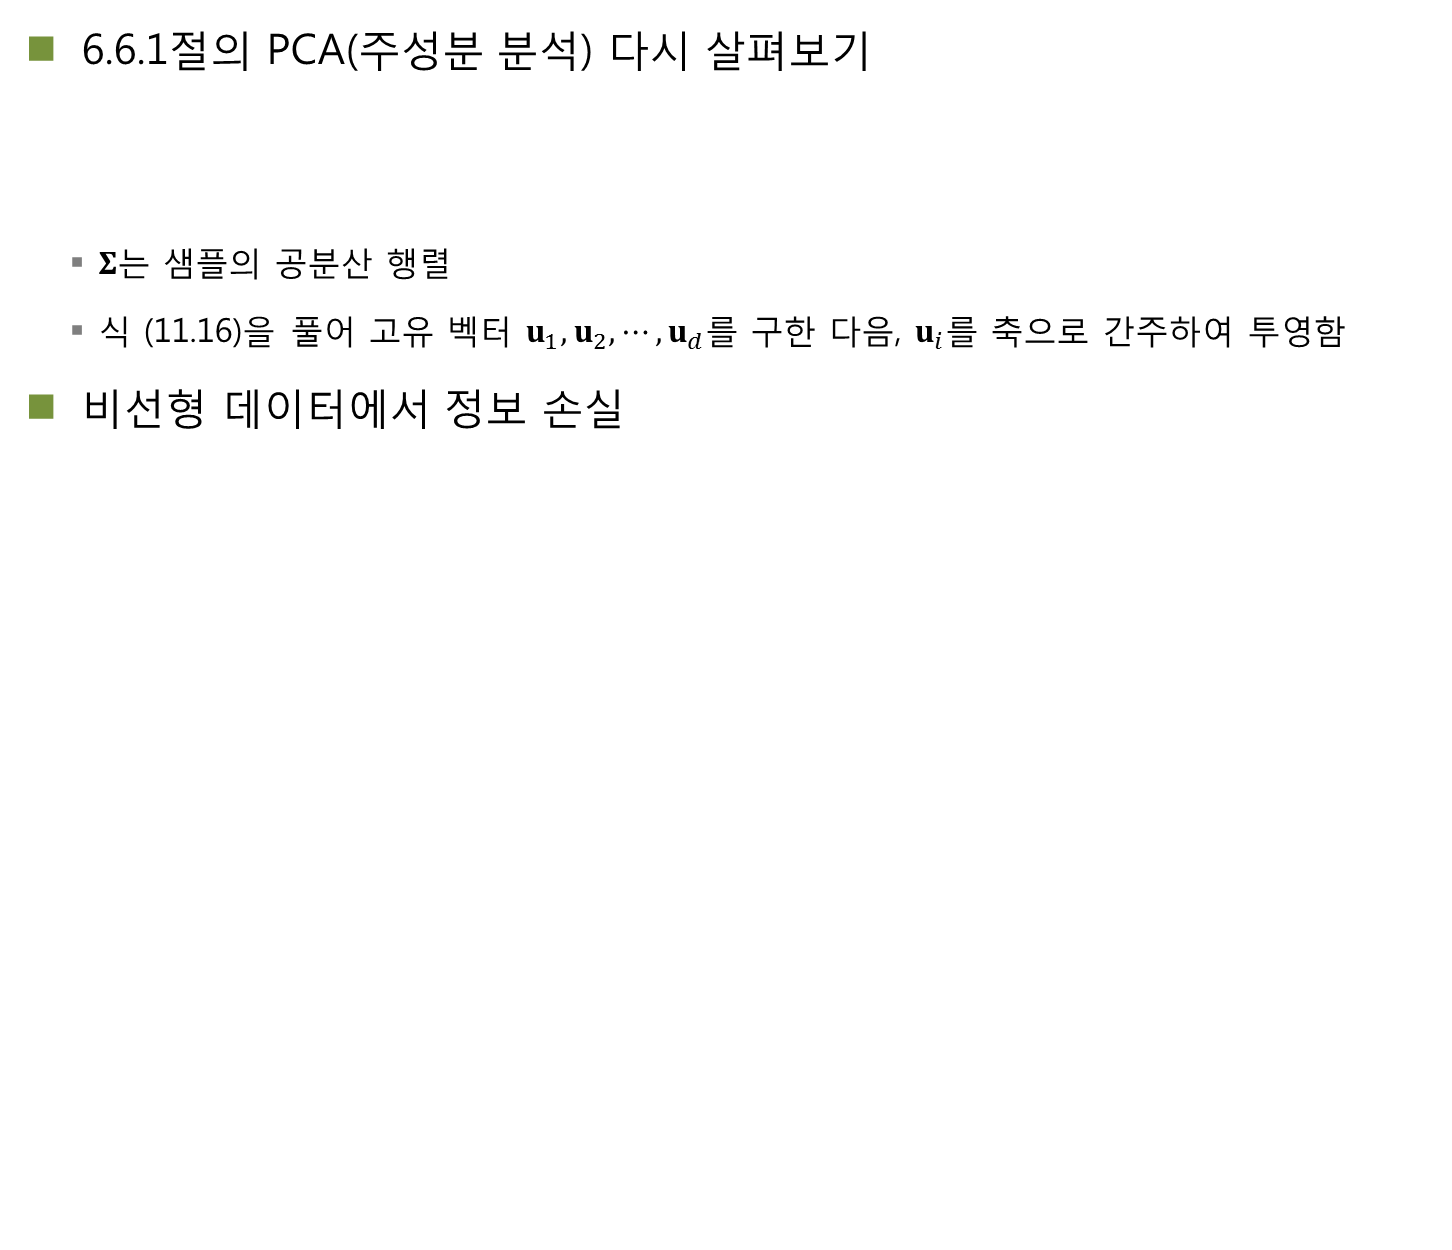 ■ 6.6.1절의 PCA(주성분 분석) 다시 살펴보기
▪ 𝚺는 샘플의 공분산 행렬
▪ 식 (11.16)을 풀어 고유 벡터 𝐮₁, 𝐮₂, ⋯, 𝐮_d를 구한 다음, 𝐮ᵢ를 축으로 간주하여 투영함
■ 비선형 데이터에서 정보 손실